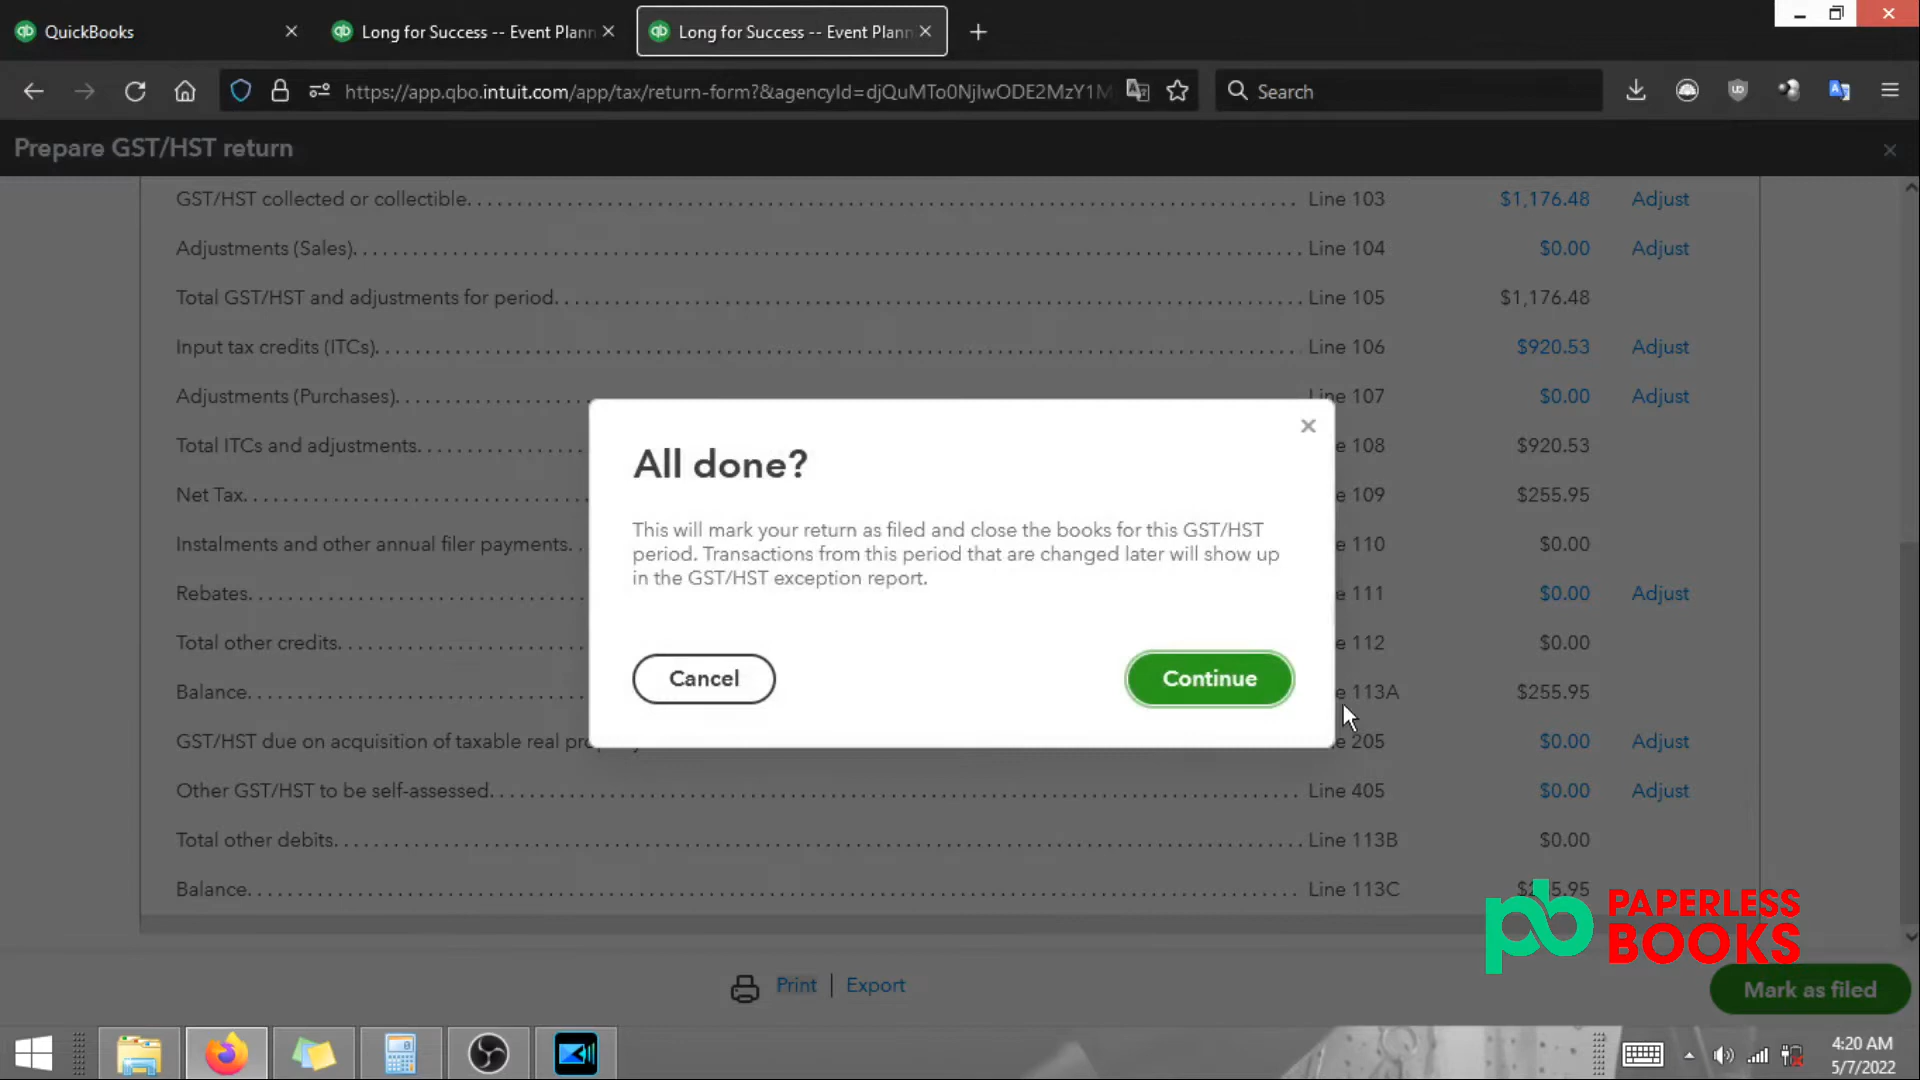 QuickBooks
Long for Success -- Event Plann
Long for Success -- Event Plann
https://app.qbo.intuit.com/app/tax/return-form?&agencyId=djQuMTo0NjIwODE2MzY1M
Search
Prepare GST/HST return
GST/HST collected or collectible. Line 103 $1,176.48 Adjust
Adjustments (Sales). Line 104 $0.00 Adjust
Total GST/HST and adjustments for period. Line 105 $1,176.48
Input tax credits (ITCs). Line 106 $920.53 Adjust
Adjustments (Purchases). Line 107 $0.00 Adjust
Total ITCs and adjustments. 108 $920.53
Net Tax. e 109 $255.95
Instalments and other annual filer payments. e 110 $0.00
Rebates. e 111 $0.00 Adjust
Total other credits. e 112 $0.00
Balance. e 113A $255.95
GST/HST due on acquisition of taxable real e 205 $0.00 Adjust
Other GST/HST to be self-assessed. Line 405 $0.00 Adjust
Total other debits. Line 113B $0.00
Balance. Line 113C
All done?
This will mark your return as filed and close the books for this GST/HST
period. Transactions from this period that are changed later will show up
in the GST/HST exception report.
Cancel
Continue
PAPERLESS
BOOKS
Print | Export
Mark as filed
4:20 AM
5/7/2022